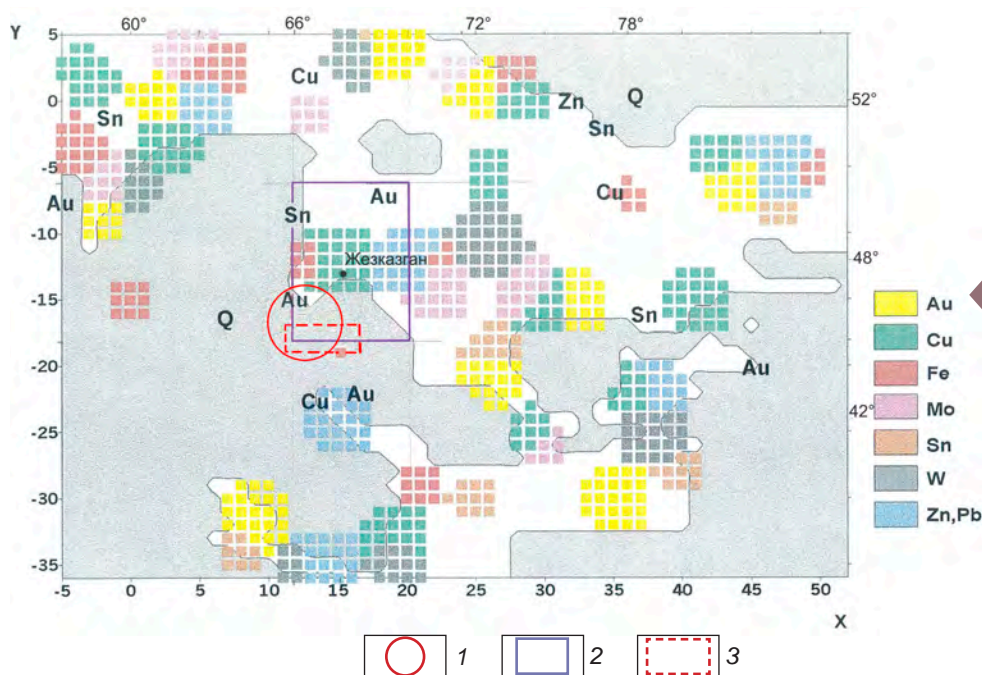 60° 66° 72° 78°
Y
5
Cu
Zn Q
0 52°
Sn Sn
-5
Au Au Cu
Sn
-10
48°
Жезказган
-15 Au Sn
Q
-20 Au
Cu Au 42°
-25
-30
-35
-5 0 5 10 15 20 25 30 35 40 45 50
X
Au
Cu
Fe
Mo
Sn
W
Zn,Pb
1 2 3